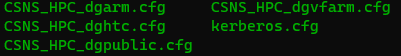 CSNS_HPC_dgarm.cfg CSNS_HPC_dgvfarm.cfg
CSNS_HPC_dghtc.cfg kerberos.cfg
CSNS_HPC_dgpublic.cfg